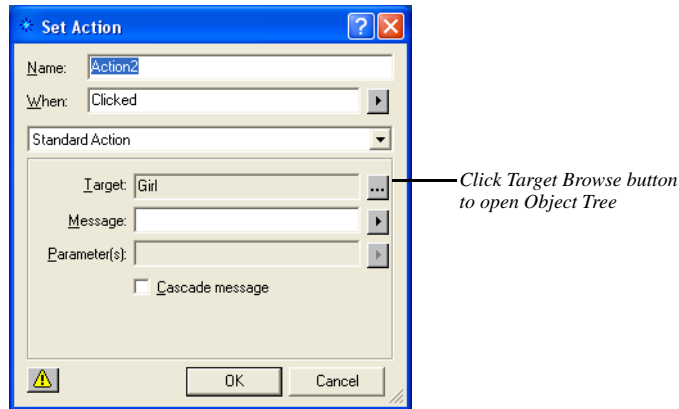 Set Action
Name: Action2
When: Clicked
Standard Action
Target: Girl
...
Click Target Browse button
to open Object Tree
Message:
Parameter(s):
Cascade message
OK Cancel